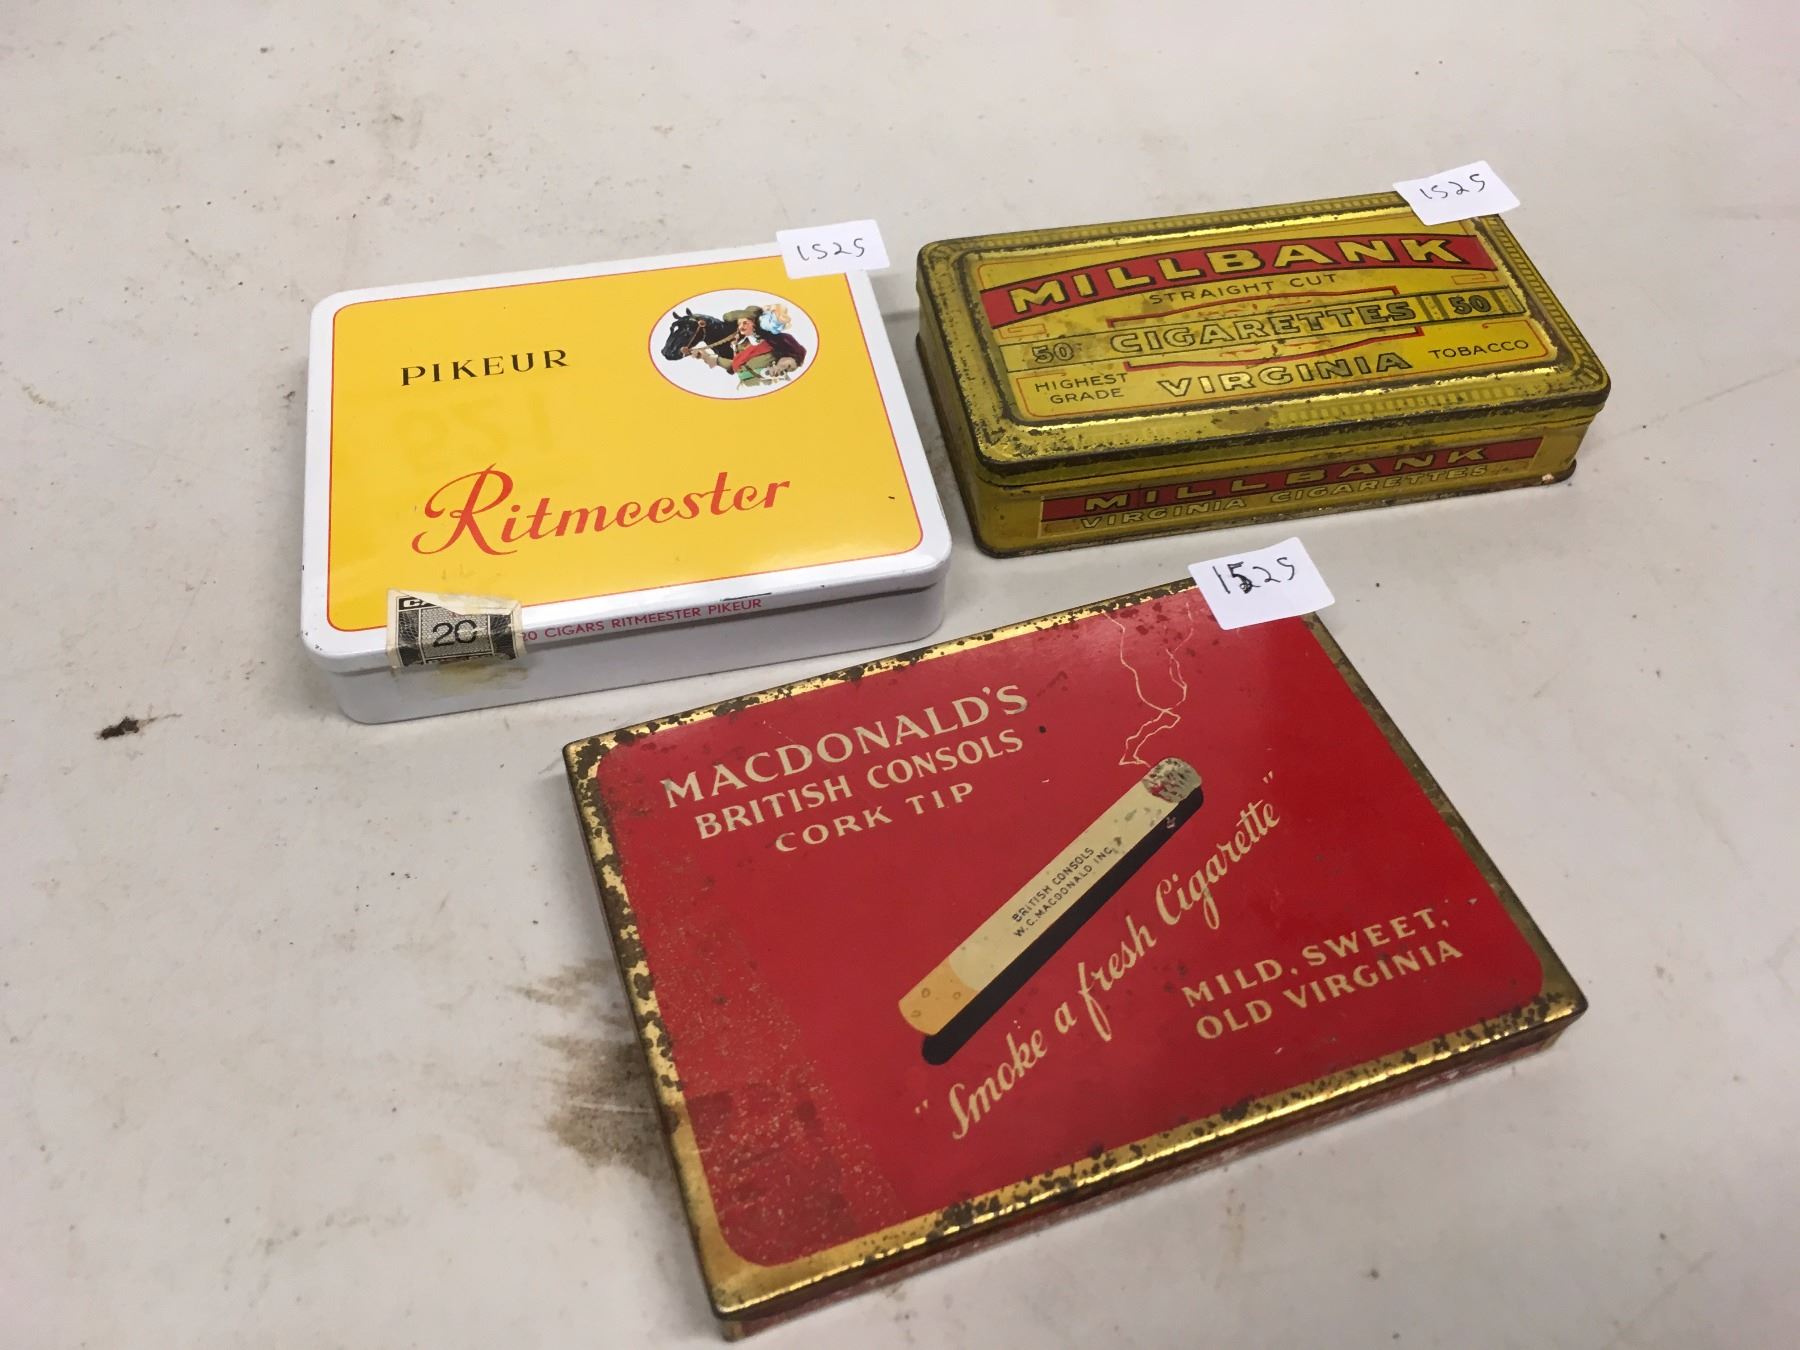 1525
PIKEUR
Ritmeester
20
20 CIGARS RITMEESTER PIKEUR
1525
MILLBANK
STRAIGHT CUT
50 CIGARETTES 50
HIGHEST GRADE VIRGINIA TOBACCO
MILLBANK
VIRGINIA CIGARETTES
1525
MACDONALD'S
BRITISH CONSOLS
CORK TIP
BRITISH CONSOLS
W.C. MACDONALD INC.
"Smoke a fresh Cigarette"
MILD, SWEET,
OLD VIRGINIA